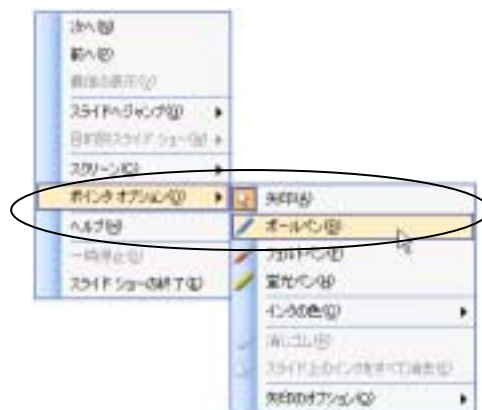 次へ(N)
前へ(P)
最後の表示(V)
スライドへジャンプ(G)
目的別スライド ショー(W)
スクリーン(C)
ポインタ オプション(O)
ヘルプ(H)
一時停止(S)
スライド ショーの終了(E)
矢印(A)
ボールペン(B)
フェルトペン(F)
蛍光ペン(H)
インクの色(C)
消しゴム(R)
スライド上のインクをすべて消去(E)
矢印のオプション(O)